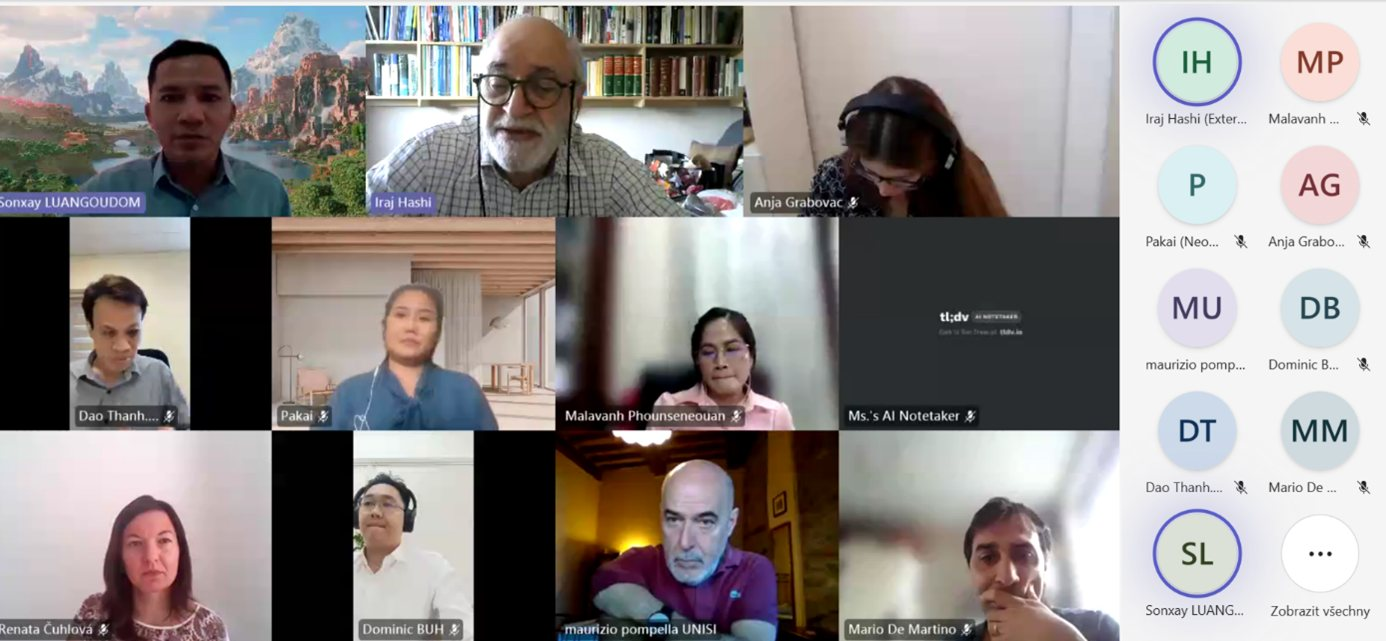 Sonxay LUANGOUDOM
Iraj Hashi
Anja Grabovac
Dao Thanh....
Pakai
Malavanh Phounseneouan
tl;dv AI NOTETAKER
Ms.'s AI Notetaker
Renata Čuhlová
Dominic BUH
maurizio pompella UNISI
Mario De Martino
IH
MP
Iraj Hashi (Exter...
Malavanh ...
P
AG
Pakai (Neo...
Anja Grabo...
MU
DB
maurizio pomp...
Dominic B...
DT
MM
Dao Thanh....
Mario De ...
SL
...
Sonxay LUANG...
Zobrazit všechny